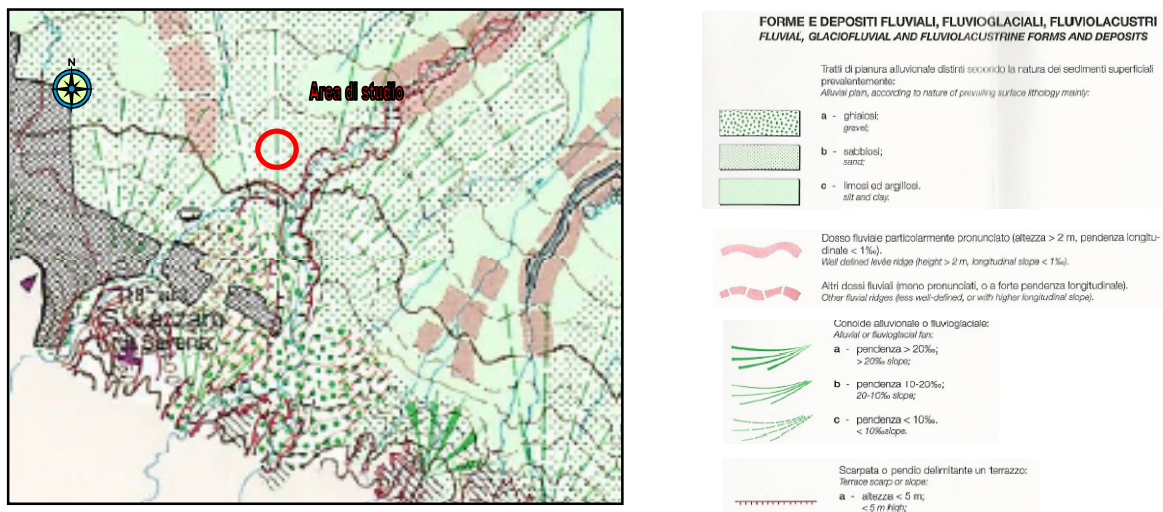 N
Area di studio
FORME E DEPOSITI FLUVIALI, FLUVIOGLACIALI, FLUVIOLACUSTRI
FLUVIAL, GLACIOFLUVIAL AND FLUVIOLACUSTRINE FORMS AND DEPOSITS
Tratti di pianura alluvionale distinti secondo la natura dei sedimenti superficiali
prevalentemente:
Alluvial plain, according to nature of prevailing surface lithology mainly:
a - ghiaiosi;
gravel;
b - sabbiosi;
sand;
c - limosi ed argillosi.
silt and clay.
Dosso fluviale particolarmente pronunciato (altezza > 2 m, pendenza longitu-
dinale < 1‰).
Well defined levée ridge (height > 2 m, longitudinal slope < 1‰).
Altri dossi fluviali (meno pronunciati, o a forte pendenza longitudinale).
Other fluvial ridges (less well-defined, or with higher longitudinal slope).
Conoide alluvionale o fluvioglaciale:
Alluvial or fluvioglacial fan:
a - pendenza > 20‰;
> 20‰ slope;
b - pendenza 10-20‰;
20-10‰ slope;
c - pendenza < 10‰.
< 10‰ slope.
Scarpata o pendio delimitante un terrazzo:
Terrace scarp or slope:
a - altezza < 5 m;
< 5 m high;